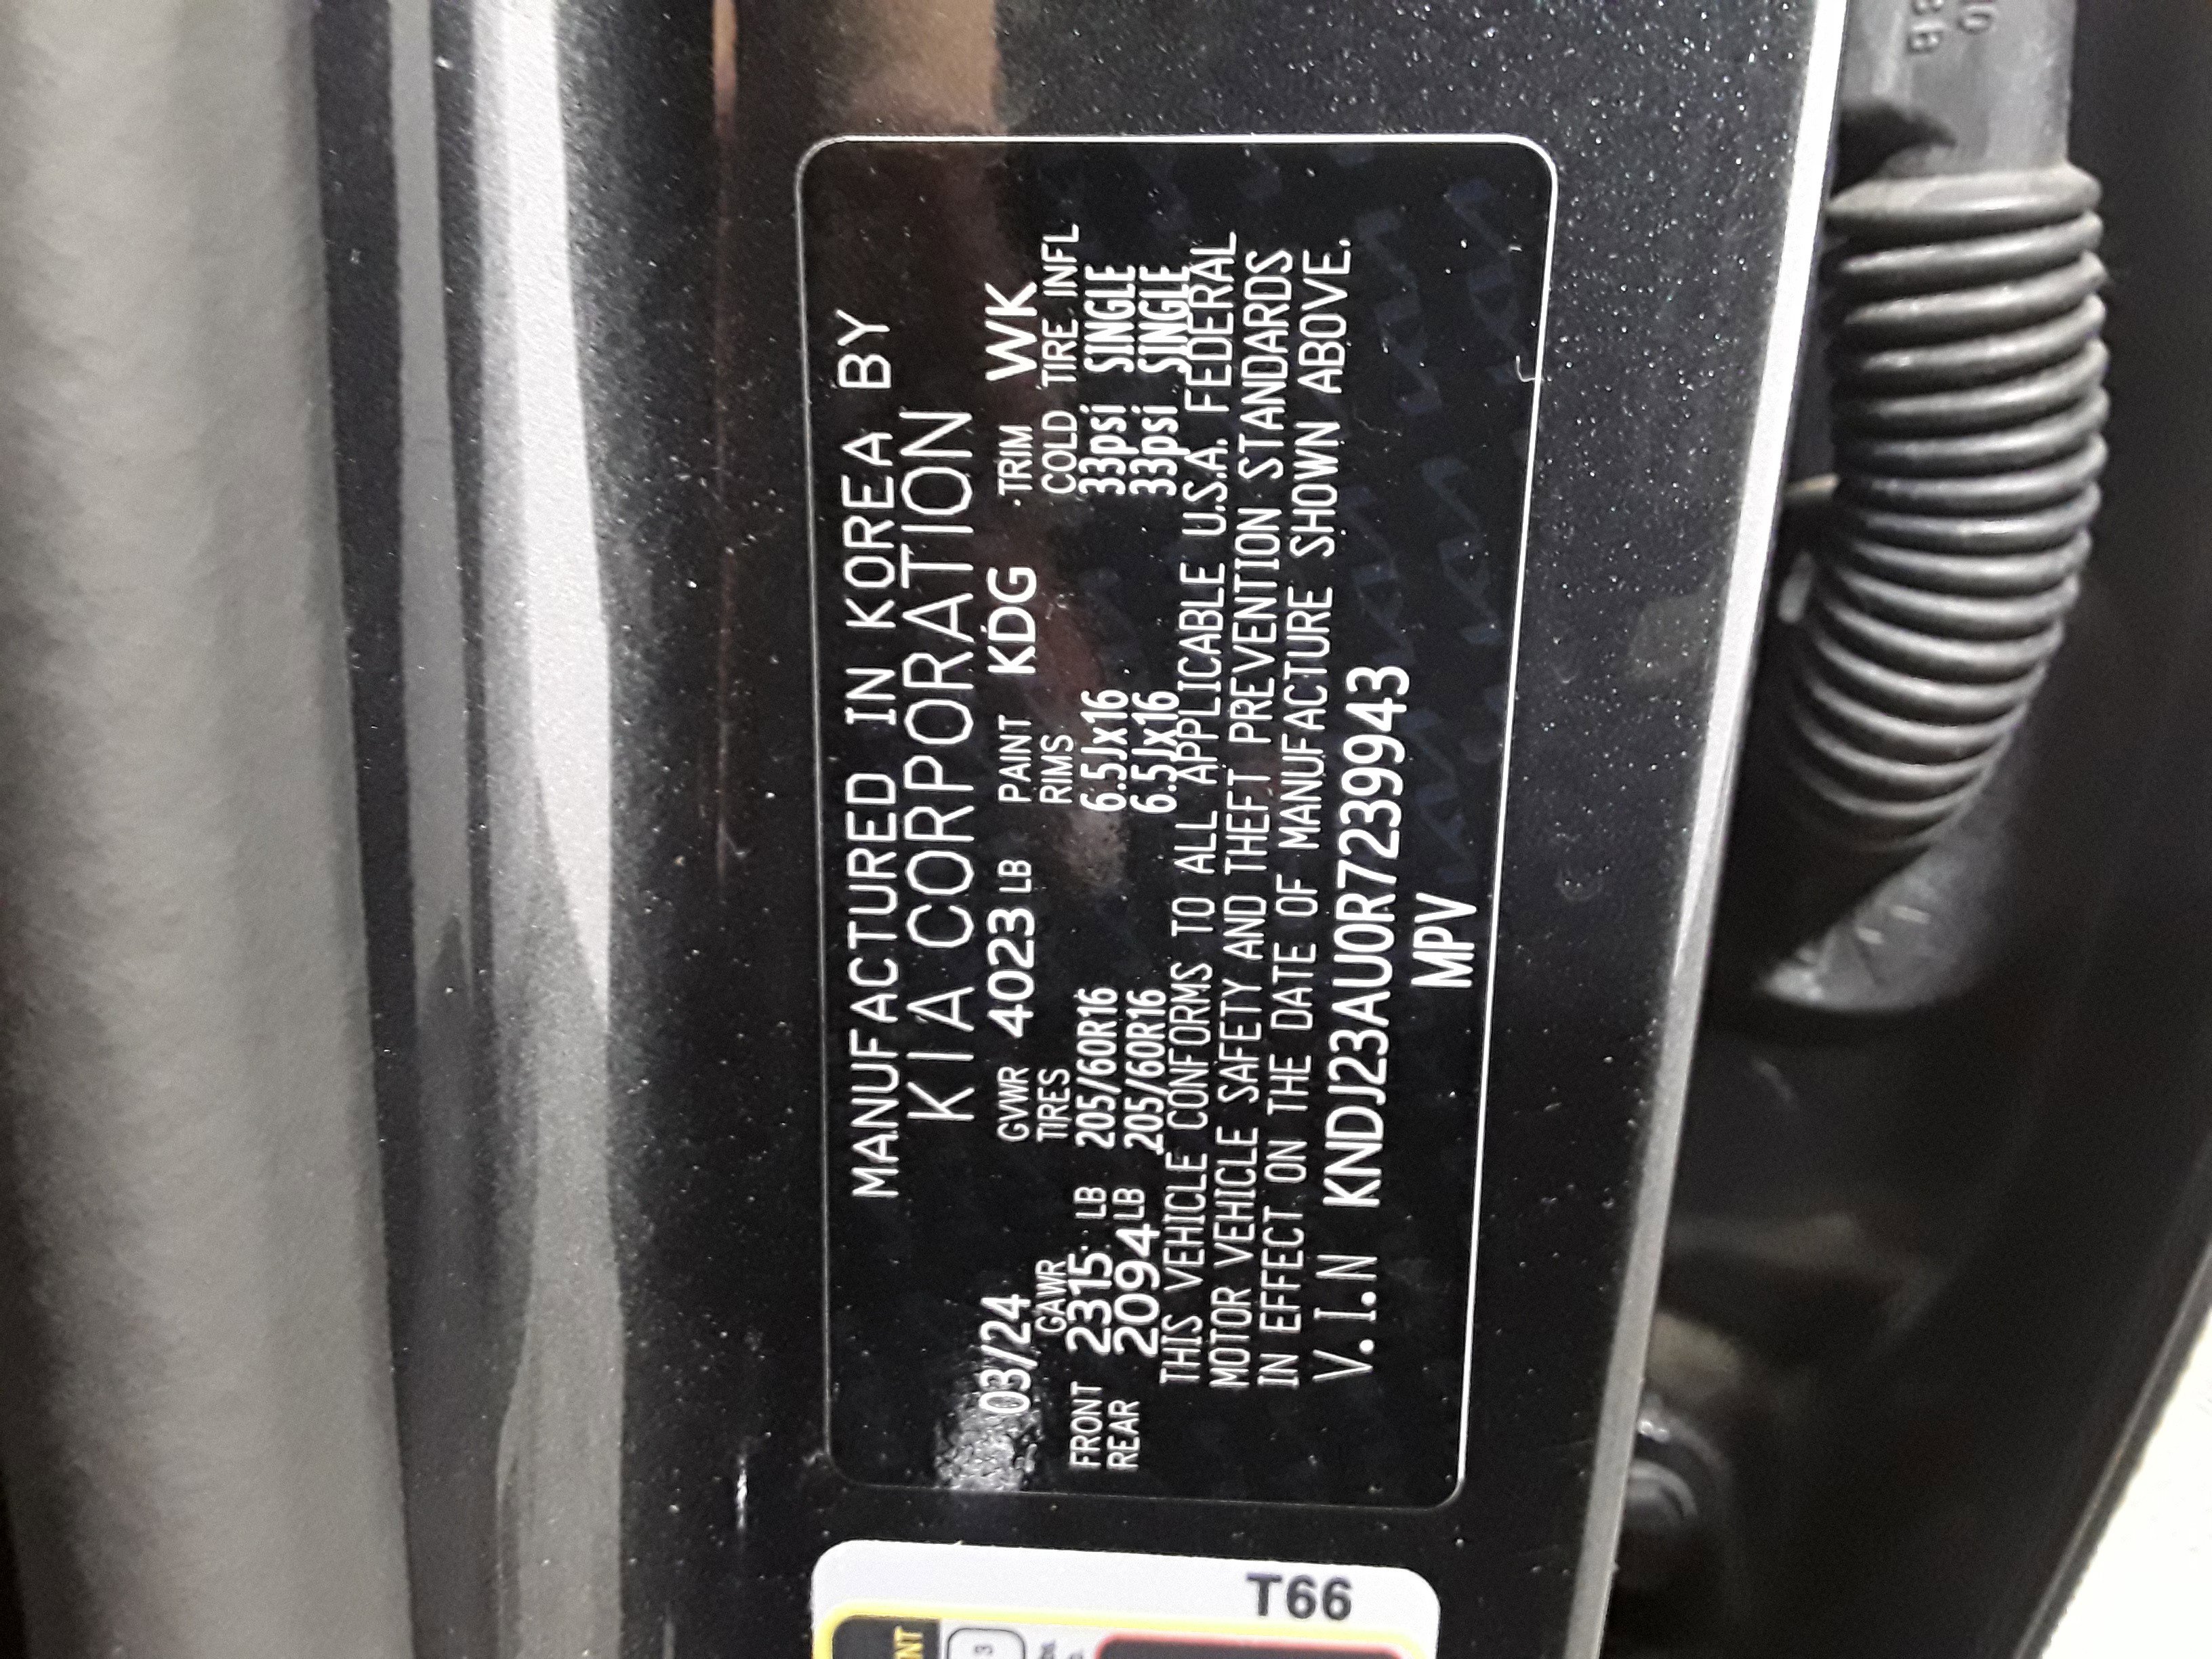 MANUFACTURED IN KOREA BY
KIA CORPORATION
03/24 GVWR 4023 LB PAINT KDG TRIM WK
GAWR TIRES RIMS COLD TIRE INFL
FRONT 2315 LB 205/60R16 6.5Jx16 33psi SINGLE
REAR 2094 LB 205/60R16 6.5Jx16 33psi SINGLE
THIS VEHICLE CONFORMS TO ALL APPLICABLE U.S.A. FEDERAL
MOTOR VEHICLE SAFETY AND THEFT PREVENTION STANDARDS
IN EFFECT ON THE DATE OF MANUFACTURE SHOWN ABOVE.
V.I.N KNDJ23AU0R7239943
MPV
T66